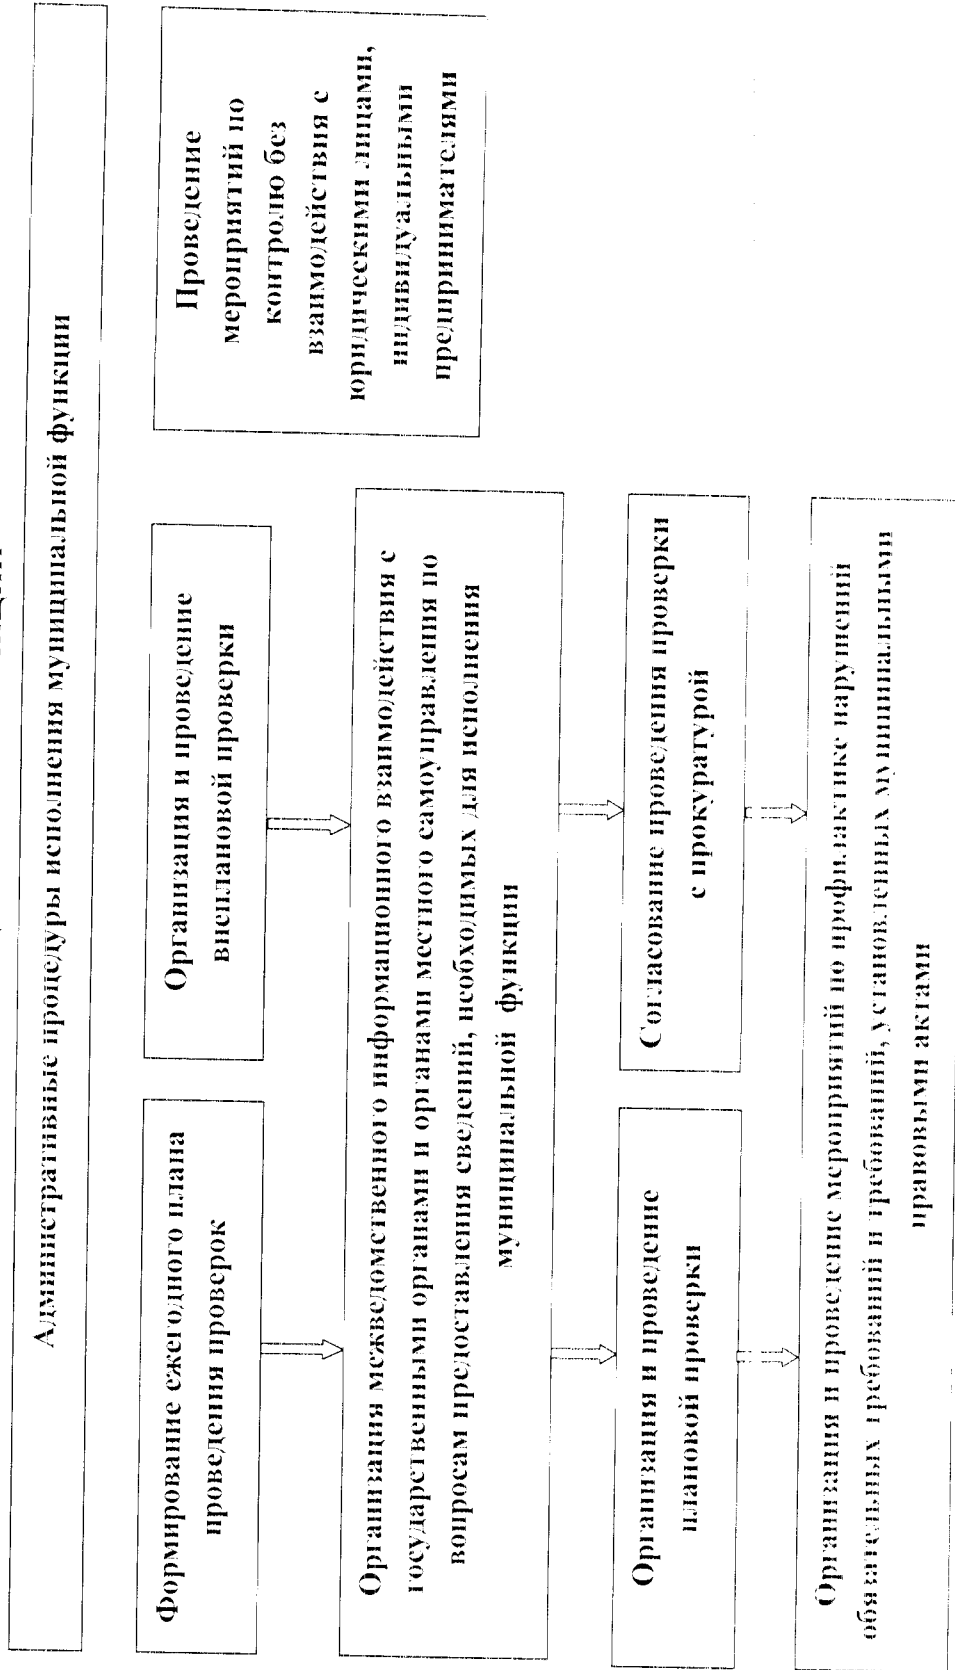 Административные процедуры исполнения муниципальной функции
Формирование ежегодного плана
проведения проверок
Организация и проведение
внеплановой проверки
Проведение
мероприятий по
контролю без
взаимодействия с
юридическими лицами,
индивидуальными
предпринимателями
Организация межведомственного информационного взаимодействия с
государственными органами и органами местного самоуправления по
вопросам предоставления сведений, необходимых для исполнения
муниципальной функции
Организация и проведение
плановой проверки
Согласование проведения проверки
с прокуратурой
Организация и проведение мероприятий по профилактике нарушений
обязательных требований и требований, установленных муниципальными
правовыми актами